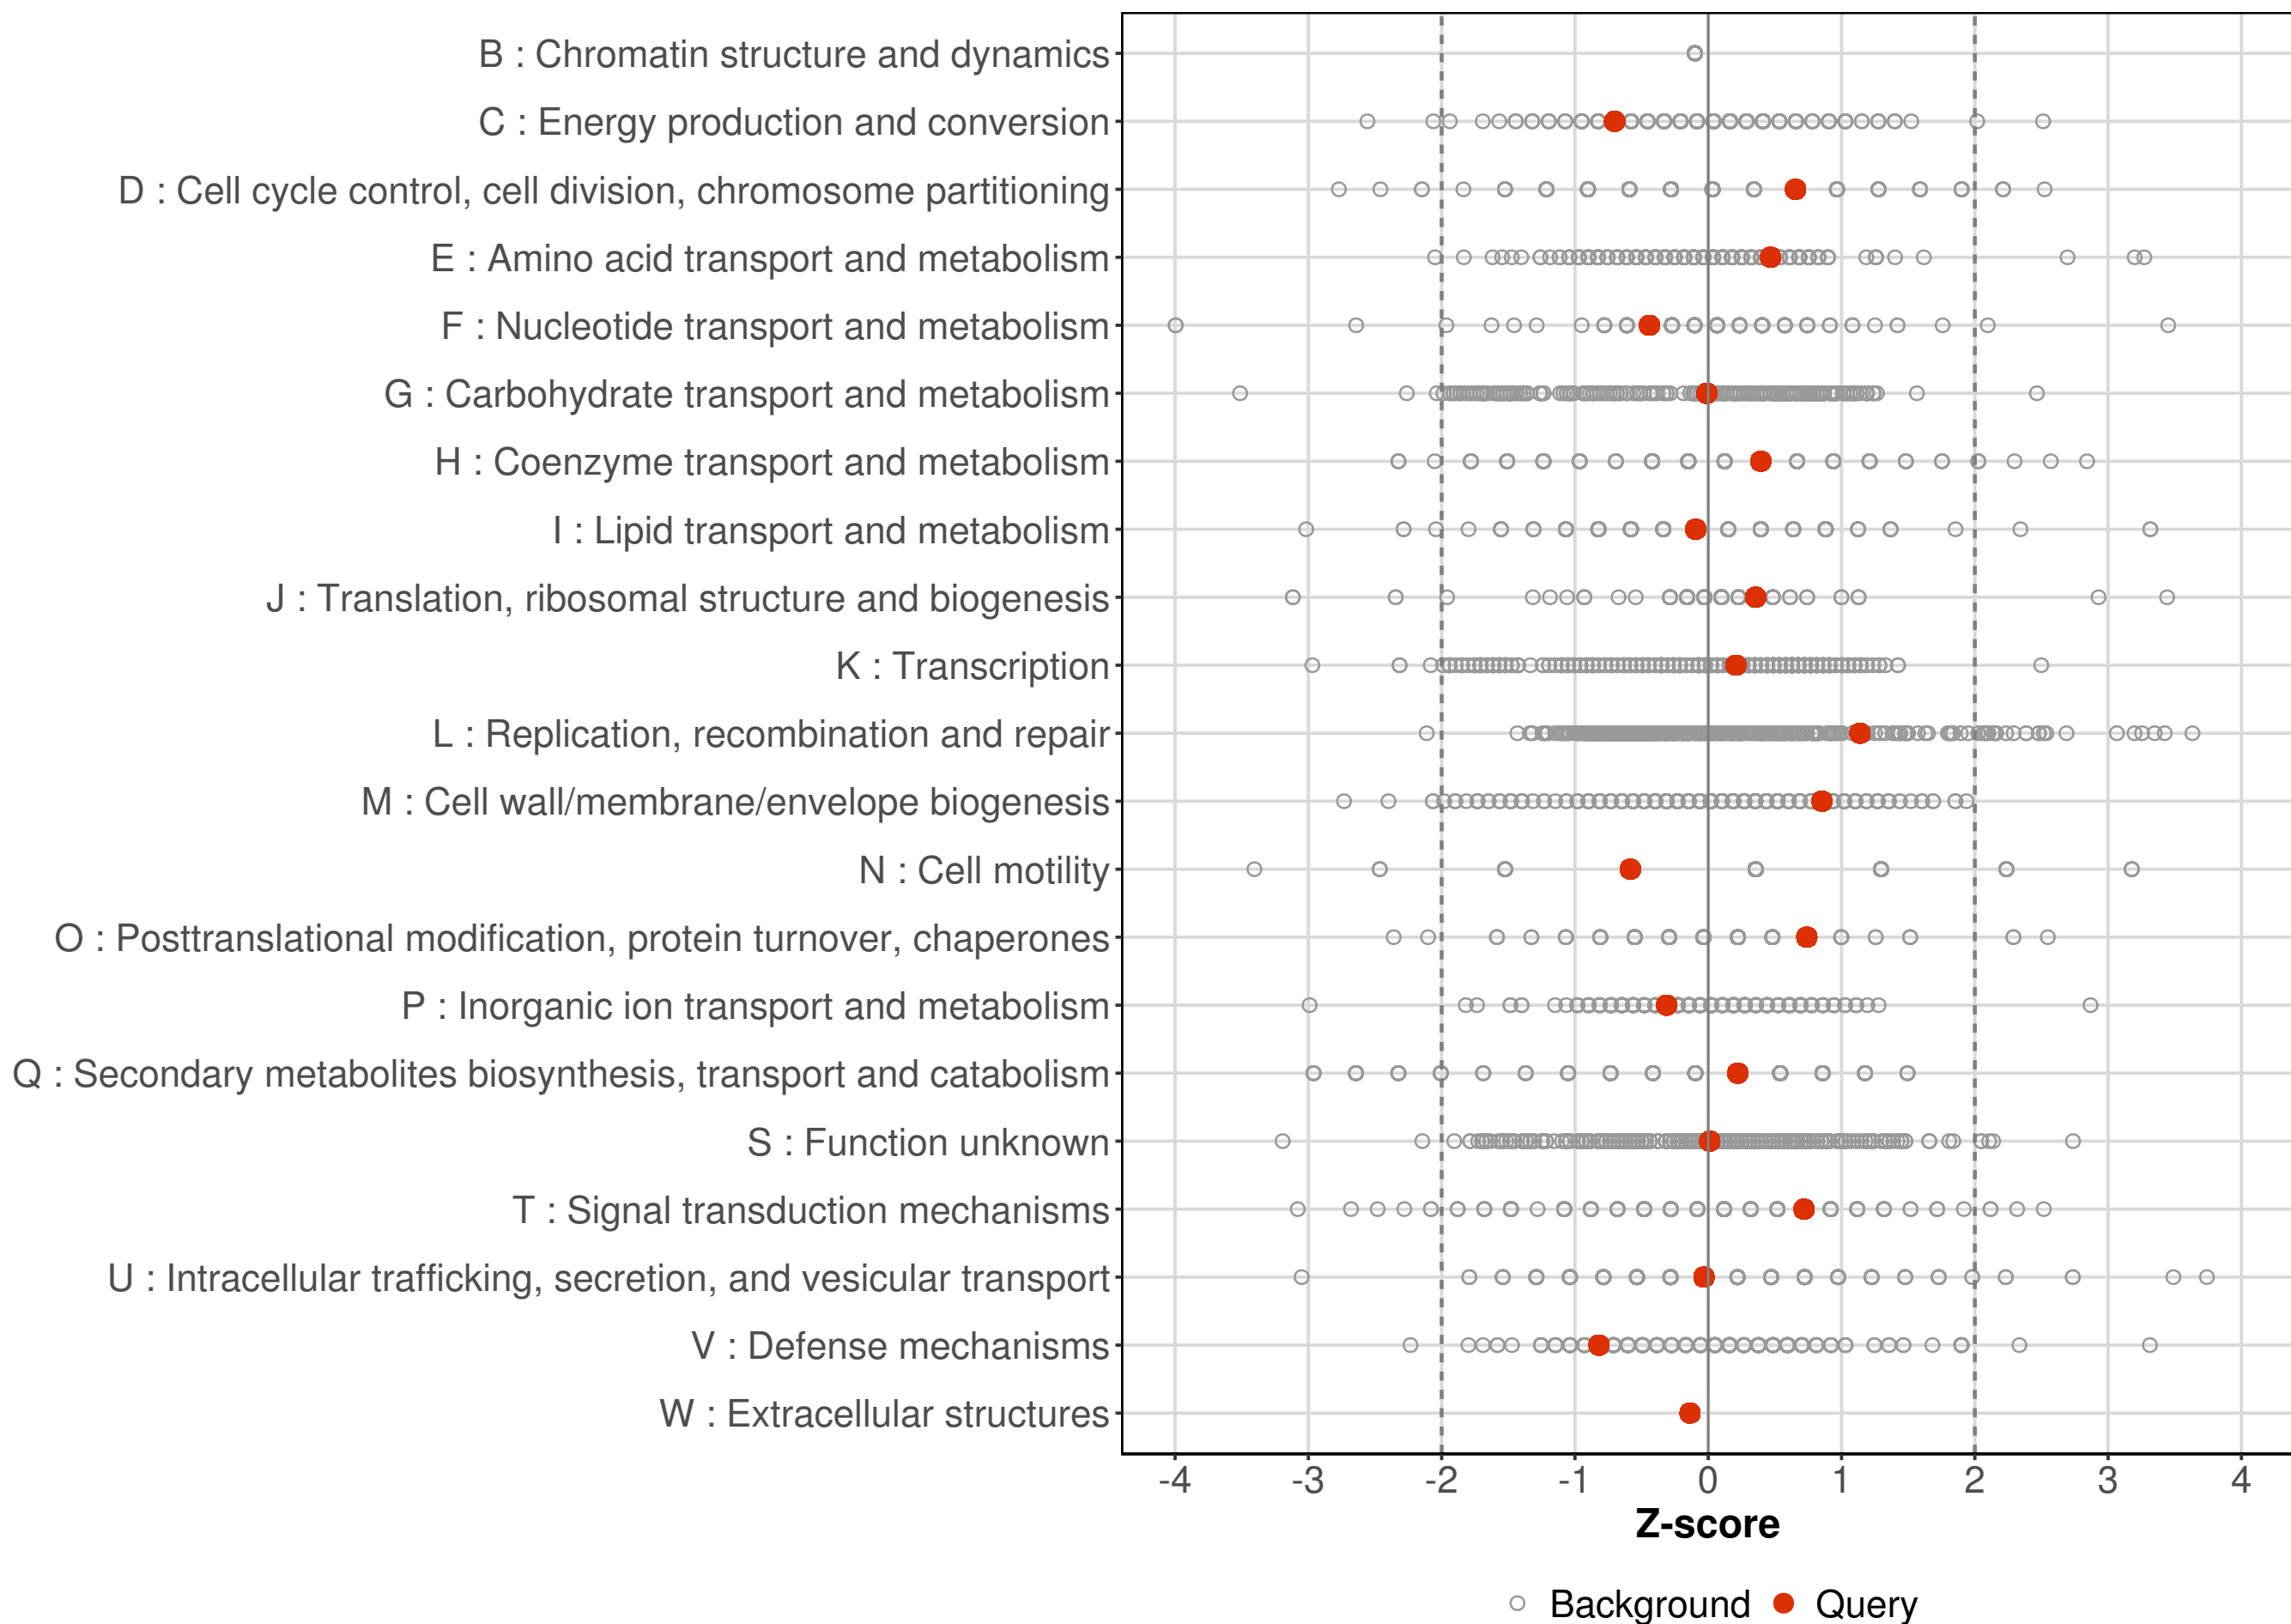 B : Chromatin structure and dynamics
C : Energy production and conversion
D : Cell cycle control, cell division, chromosome partitioning
E : Amino acid transport and metabolism
F : Nucleotide transport and metabolism
G : Carbohydrate transport and metabolism
H : Coenzyme transport and metabolism
I : Lipid transport and metabolism
J : Translation, ribosomal structure and biogenesis
K : Transcription
L : Replication, recombination and repair
M : Cell wall/membrane/envelope biogenesis
N : Cell motility
O : Posttranslational modification, protein turnover, chaperones
P : Inorganic ion transport and metabolism
Q : Secondary metabolites biosynthesis, transport and catabolism
S : Function unknown
T : Signal transduction mechanisms
U : Intracellular trafficking, secretion, and vesicular transport
V : Defense mechanisms
W : Extracellular structures
-4 -3 -2 -1 0 1 2 3 4
Z-score
Background Query